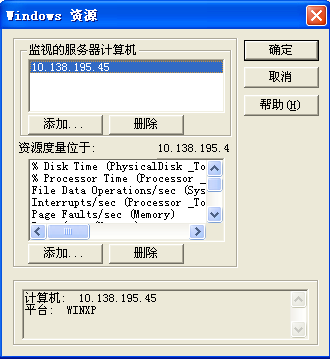 Windows 资源
监视的服务器计算机
10.138.195.45
添加...
删除
确定
取消
帮助(H)
资源度量位于:
10.138.195.4
% Disk Time (PhysicalDisk _To
% Processor Time (Processor _
File Data Operations/sec (Sys
Interrupts/sec (Processor _To
Page Faults/sec (Memory)
添加...
删除
计算机: 10.138.195.45
平台: WINXP